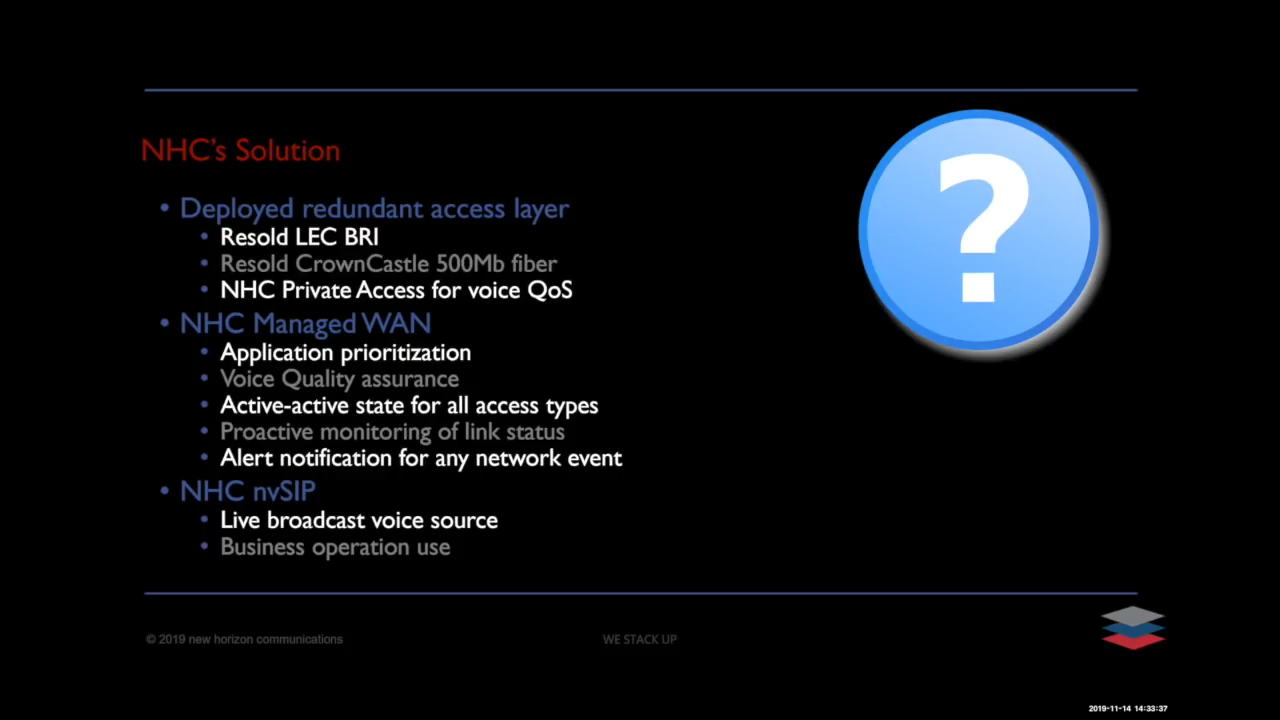 NHC's Solution
• Deployed redundant access layer
• Resold LEC BRI
• Resold CrownCastle 500Mb fiber
• NHC Private Access for voice QoS
• NHC Managed WAN
• Application prioritization
• Voice Quality assurance
• Active-active state for all access types
• Proactive monitoring of link status
• Alert notification for any network event
• NHC nvSIP
• Live broadcast voice source
• Business operation use
?
© 2019 new horizon communications
WE STACK UP
2019-11-14 14:33:37